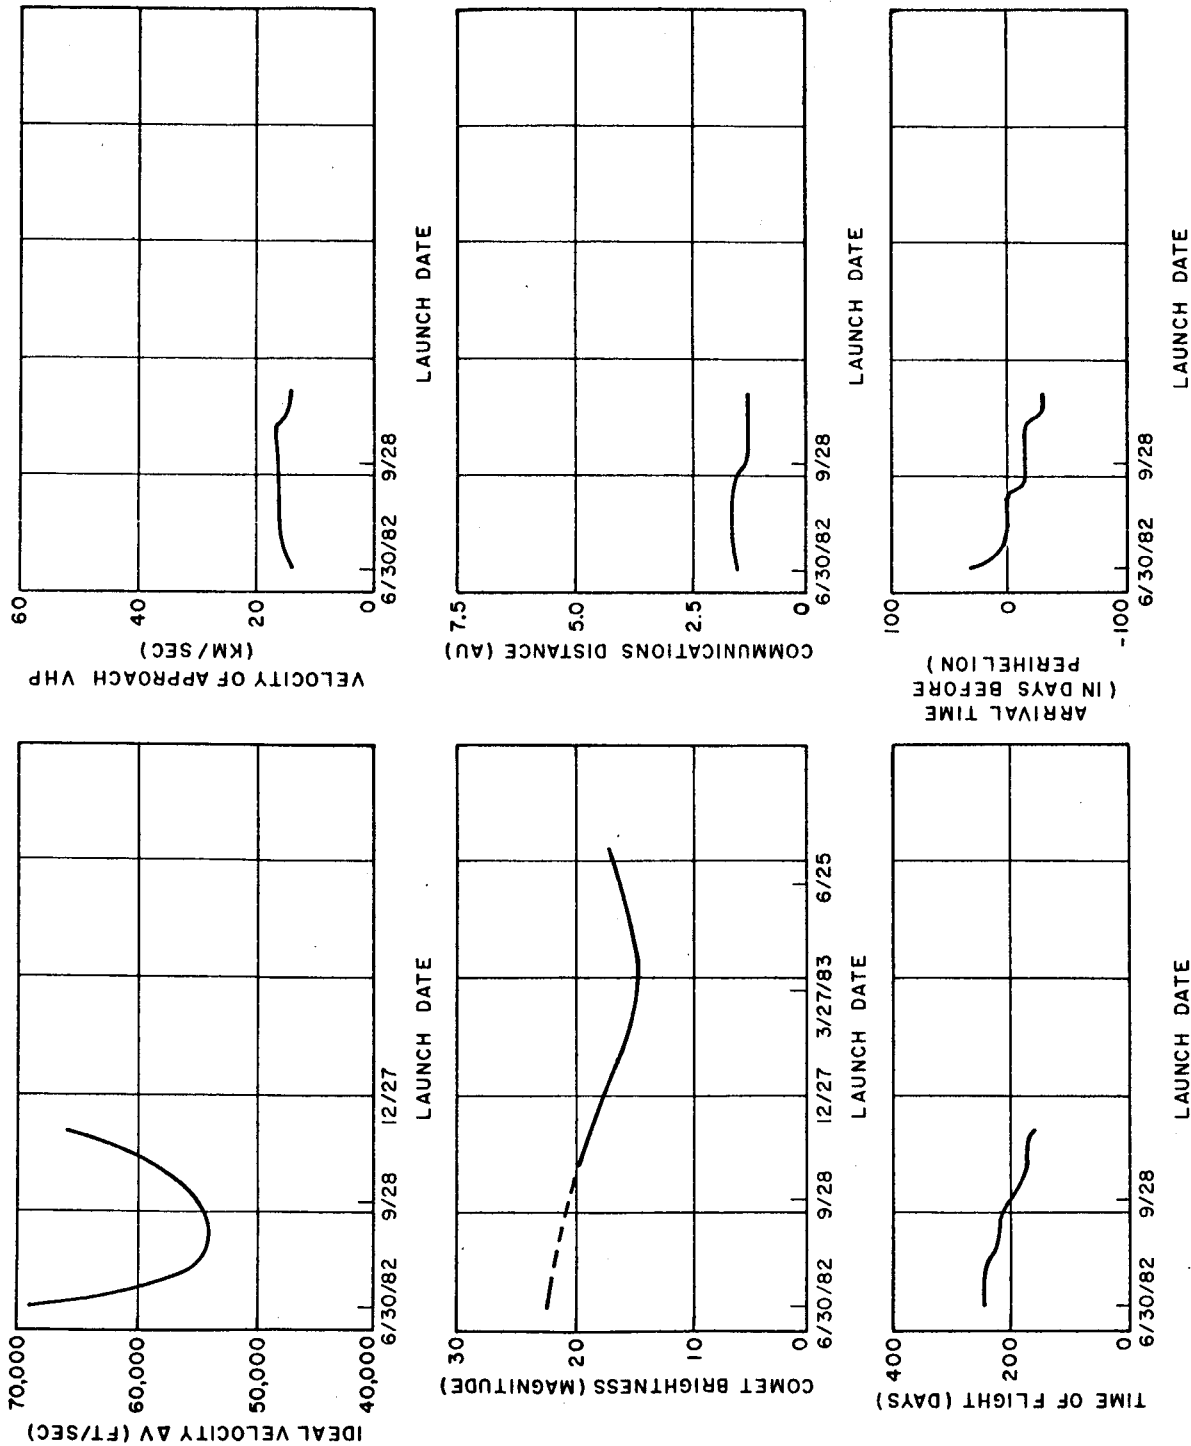 IDEAL VELOCITY ΔV (FT/SEC)
70,000
60,000
50,000
40,000
6/30/82 9/28 12/27
LAUNCH DATE
VELOCITY OF APPROACH VHP
(KM/SEC)
60
40
20
0
6/30/82 9/28
LAUNCH DATE
COMET BRIGHTNESS (MAGNITUDE)
30
20
10
0
6/30/82 9/28 12/27 3/27/83 6/25
LAUNCH DATE
COMMUNICATIONS DISTANCE (AU)
7.5
5.0
2.5
0
6/30/82 9/28
LAUNCH DATE
TIME OF FLIGHT (DAYS)
400
200
0
6/30/82 9/28
LAUNCH DATE
ARRIVAL TIME
(IN DAYS BEFORE
PERIHELION)
100
0
-100
6/30/82 9/28
LAUNCH DATE